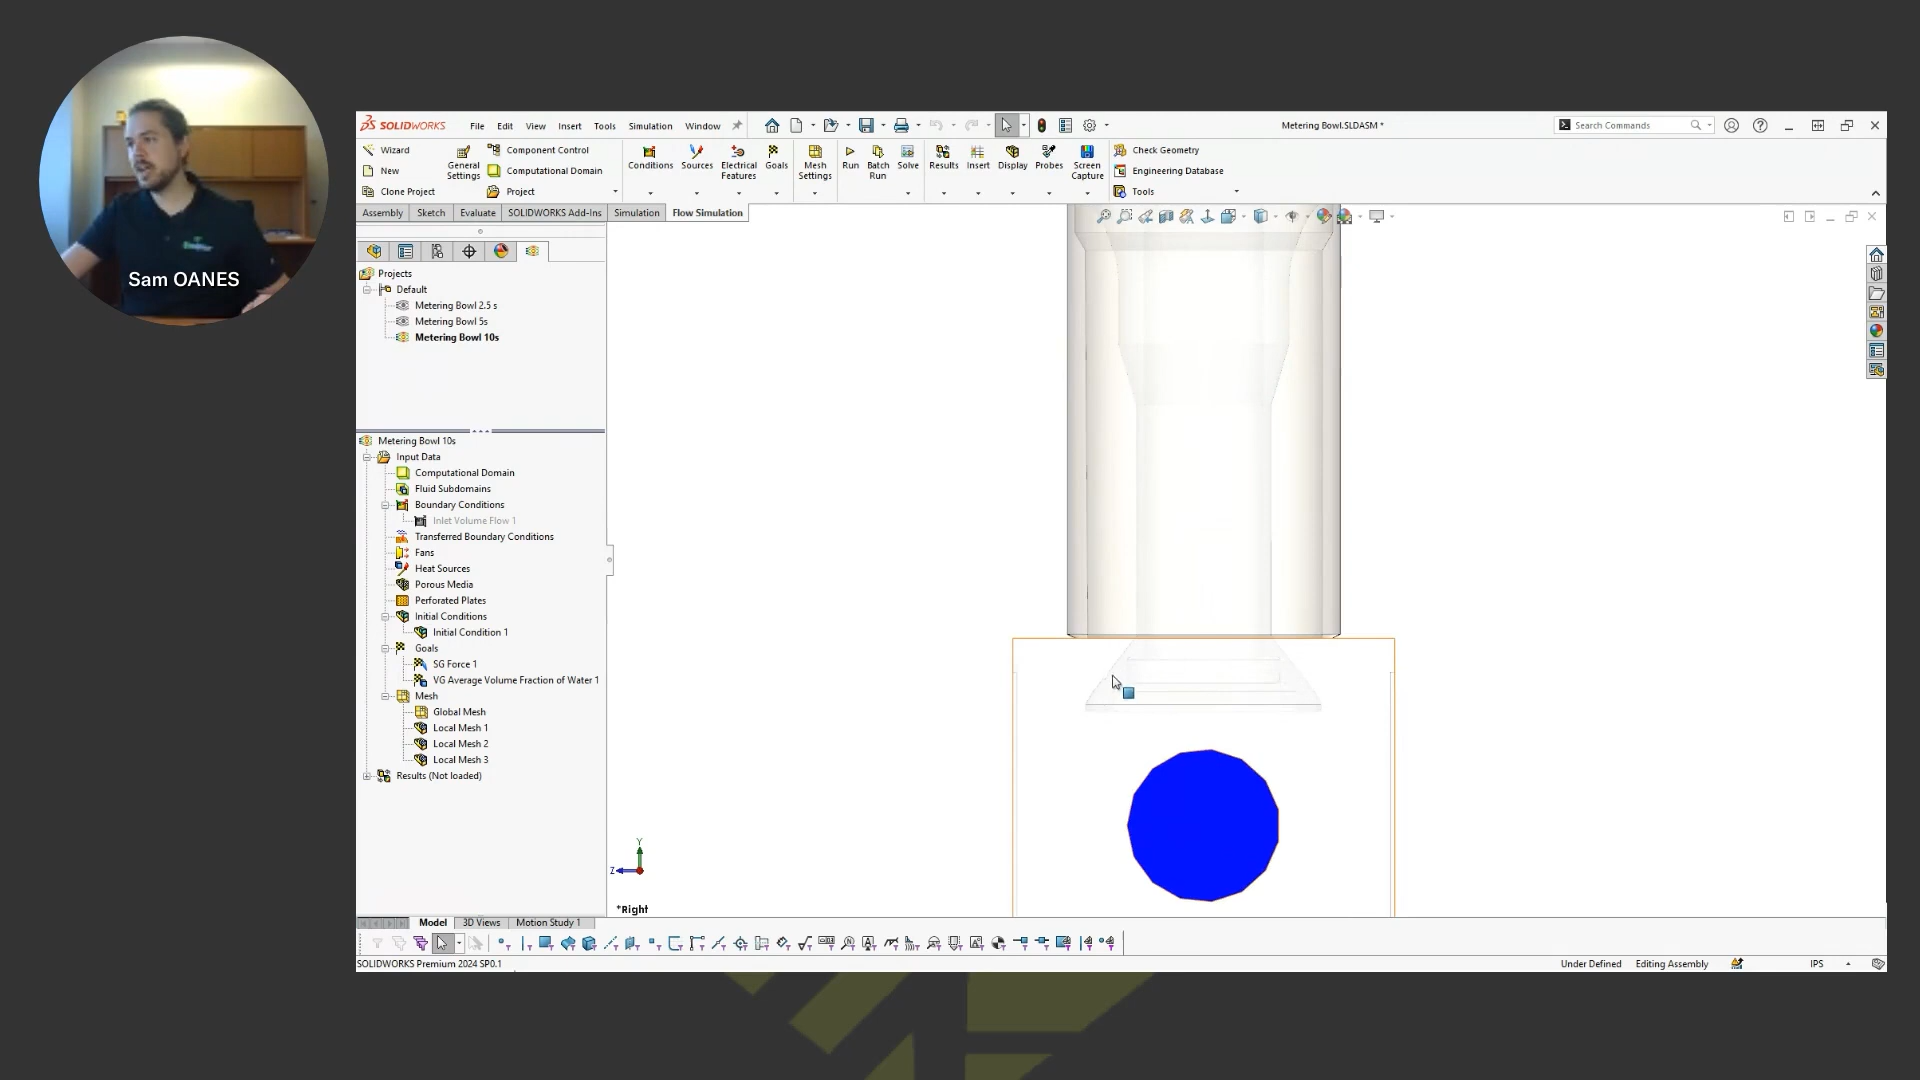 Sam OANES
SOLIDWORKS File Edit View Insert Tools Simulation Window
Metering Bowl.SLDASM *
Search Commands
Wizard
New
Clone Project
General Settings
Component Control
Computational Domain
Project
Conditions
Sources
Electrical Features
Goals
Mesh Settings
Run
Batch Run
Solve
Results
Insert
Display
Probes
Screen Capture
Check Geometry
Engineering Database
Tools
Assembly Sketch Evaluate SOLIDWORKS Add-Ins Simulation Flow Simulation
Projects
Default
Metering Bowl 2.5 s
Metering Bowl 5s
Metering Bowl 10s
Metering Bowl 10s
Input Data
Computational Domain
Fluid Subdomains
Boundary Conditions
Inlet Volume Flow 1
Transferred Boundary Conditions
Fans
Heat Sources
Porous Media
Perforated Plates
Initial Conditions
Initial Condition 1
Goals
SG Force 1
VG Average Volume Fraction of Water 1
Mesh
Global Mesh
Local Mesh 1
Local Mesh 2
Local Mesh 3
Results (Not loaded)
Y
Z
*Right
Model 3D Views Motion Study 1
SOLIDWORKS Premium 2024 SP0.1
Under Defined Editing Assembly IPS